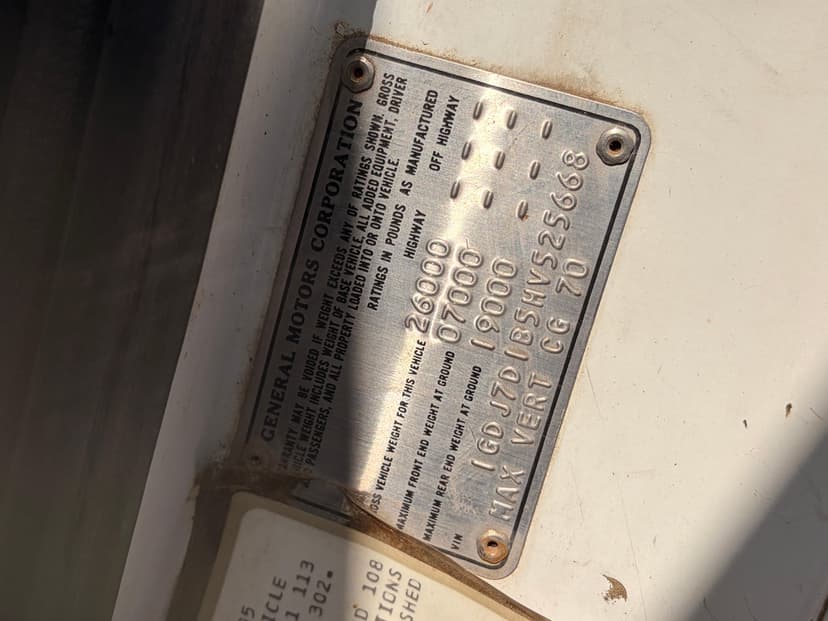 GENERAL MOTORS CORPORATION
WARRANTY MAY BE VOIDED IF WEIGHT EXCEEDS ANY OF RATINGS SHOWN. GROSS
VEHICLE WEIGHT INCLUDES WEIGHT OF BASE VEHICLE, ALL ADDED EQUIPMENT, DRIVER
PASSENGERS, AND ALL PROPERTY LOADED INTO OR ONTO VEHICLE.
RATINGS IN POUNDS AS MANUFACTURED
HIGHWAY OFF HIGHWAY
GROSS VEHICLE WEIGHT FOR THIS VEHICLE 26000 - - -
MAXIMUM FRONT END WEIGHT AT GROUND 07000 - - -
MAXIMUM REAR END WEIGHT AT GROUND 19000 - - -
VIN 1GDJ7D1B5HV525668
MAX VERT CG 70
113
302.
108